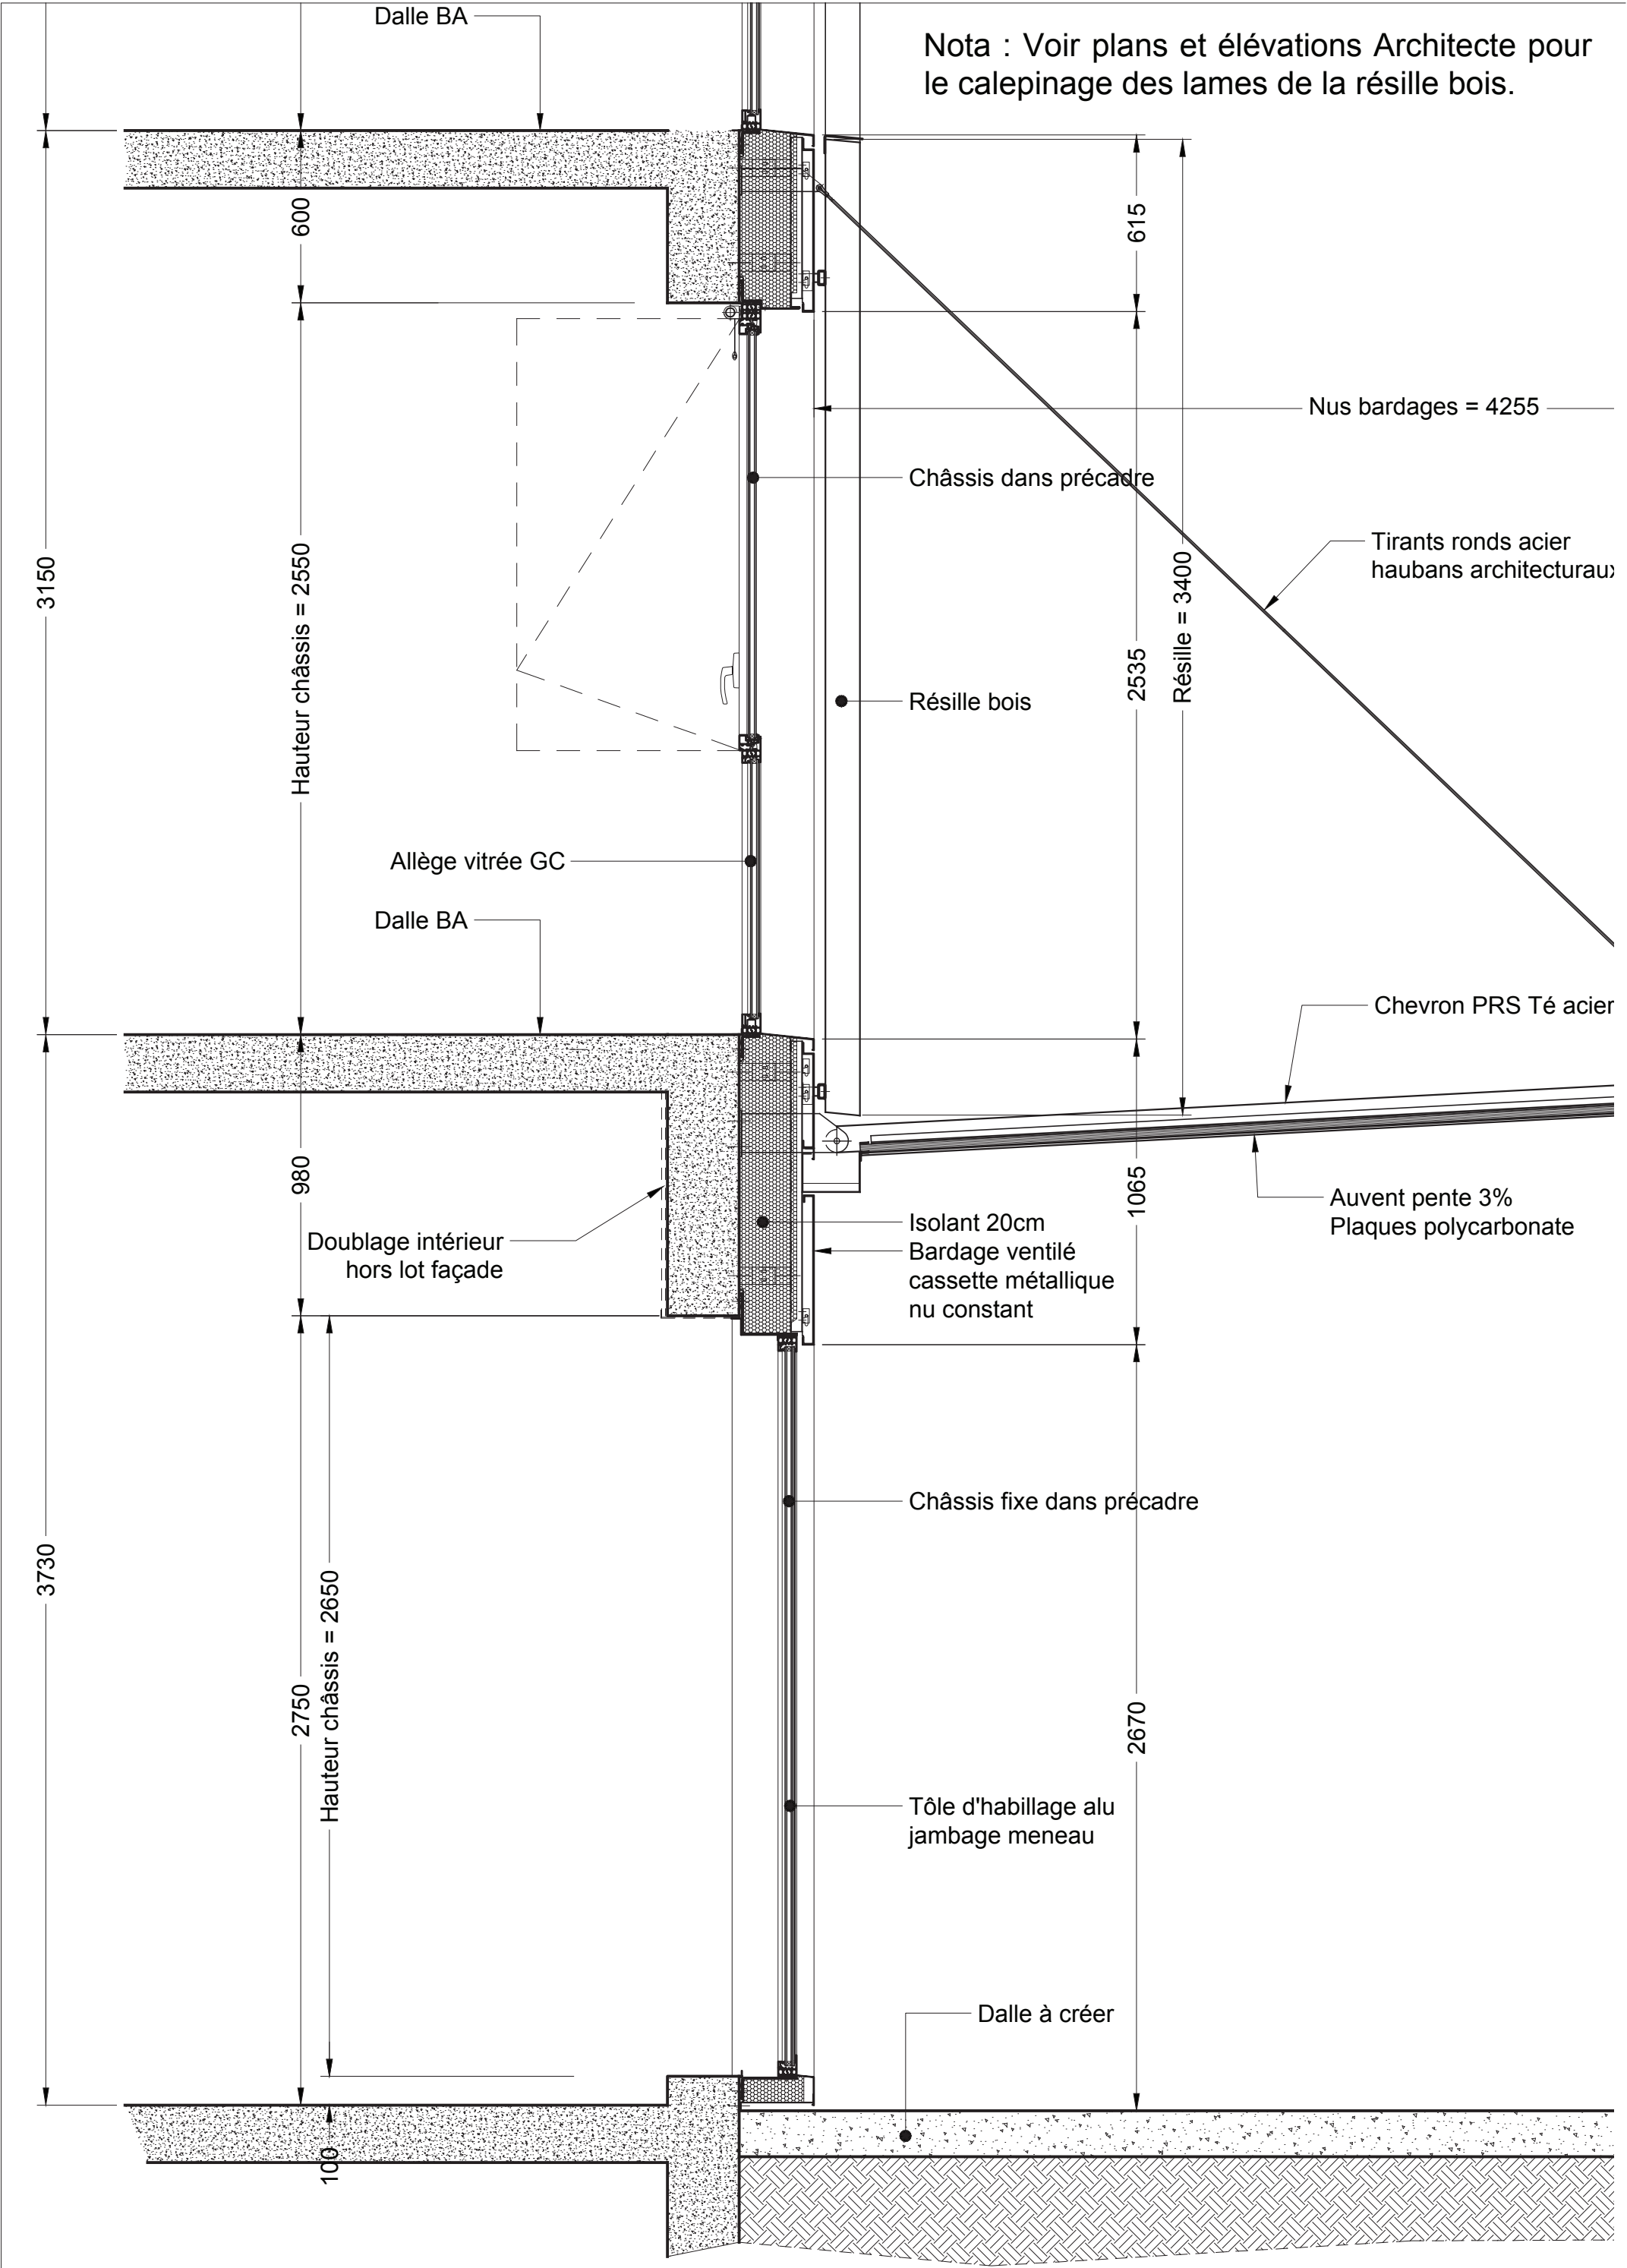 Dalle BA
Nota : Voir plans et élévations Architecte pour
le calepinage des lames de la résille bois.
600
615
Nus bardages = 4255
Châssis dans précadre
Tirants ronds acier
haubans architecturaux
3150
Hauteur châssis = 2550
2535
Résille = 3400
Résille bois
Allège vitrée GC
Dalle BA
Chevron PRS Té acier
980
1065
Auvent pente 3%
Plaques polycarbonate
Doublage intérieur
hors lot façade
Isolant 20cm
Bardage ventilé
cassette métallique
nu constant
Châssis fixe dans précadre
3730
2750
Hauteur châssis = 2650
2670
Tôle d'habillage alu
jambage meneau
Dalle à créer
100